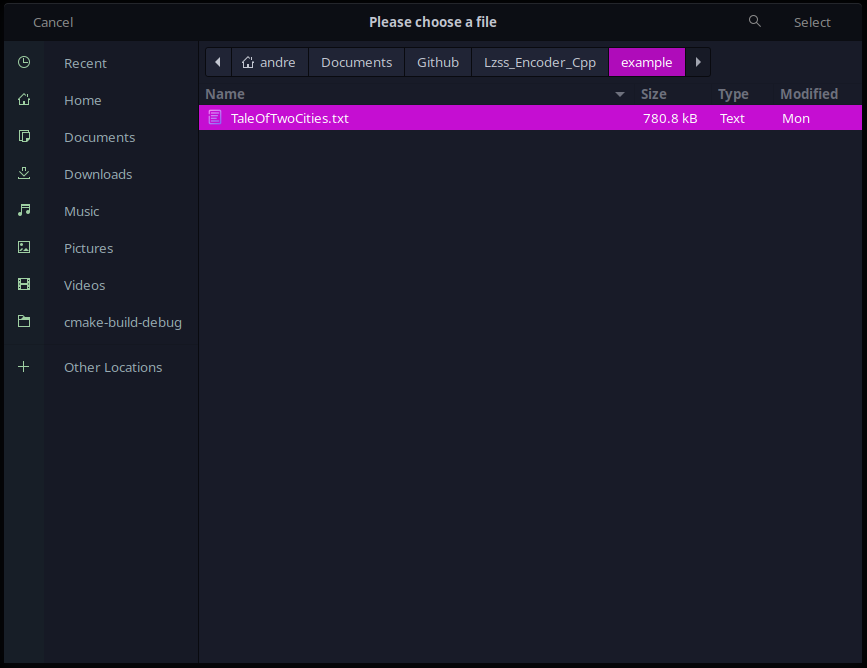 Cancel Please choose a file Select
Recent
Home
Documents
Downloads
Music
Pictures
Videos
cmake-build-debug
Other Locations
andre Documents Github Lzss_Encoder_Cpp example
Name Size Type Modified
TaleOfTwoCities.txt 780.8 kB Text Mon